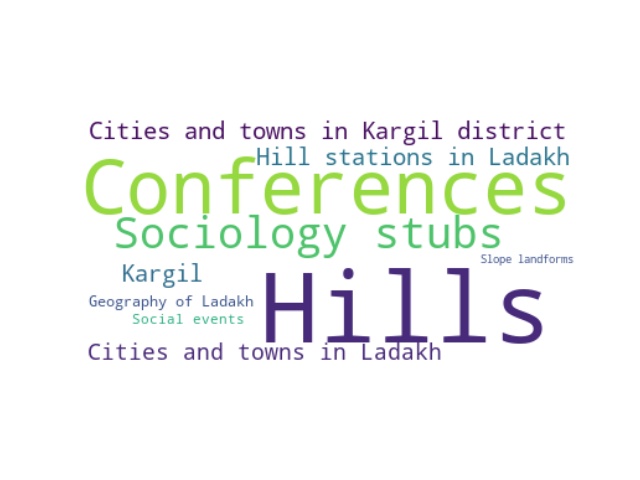 Cities and towns in Kargil district
Hill stations in Ladakh
Conferences
Sociology stubs
Slope landforms
Kargil
Hills
Geography of Ladakh
Social events
Cities and towns in Ladakh